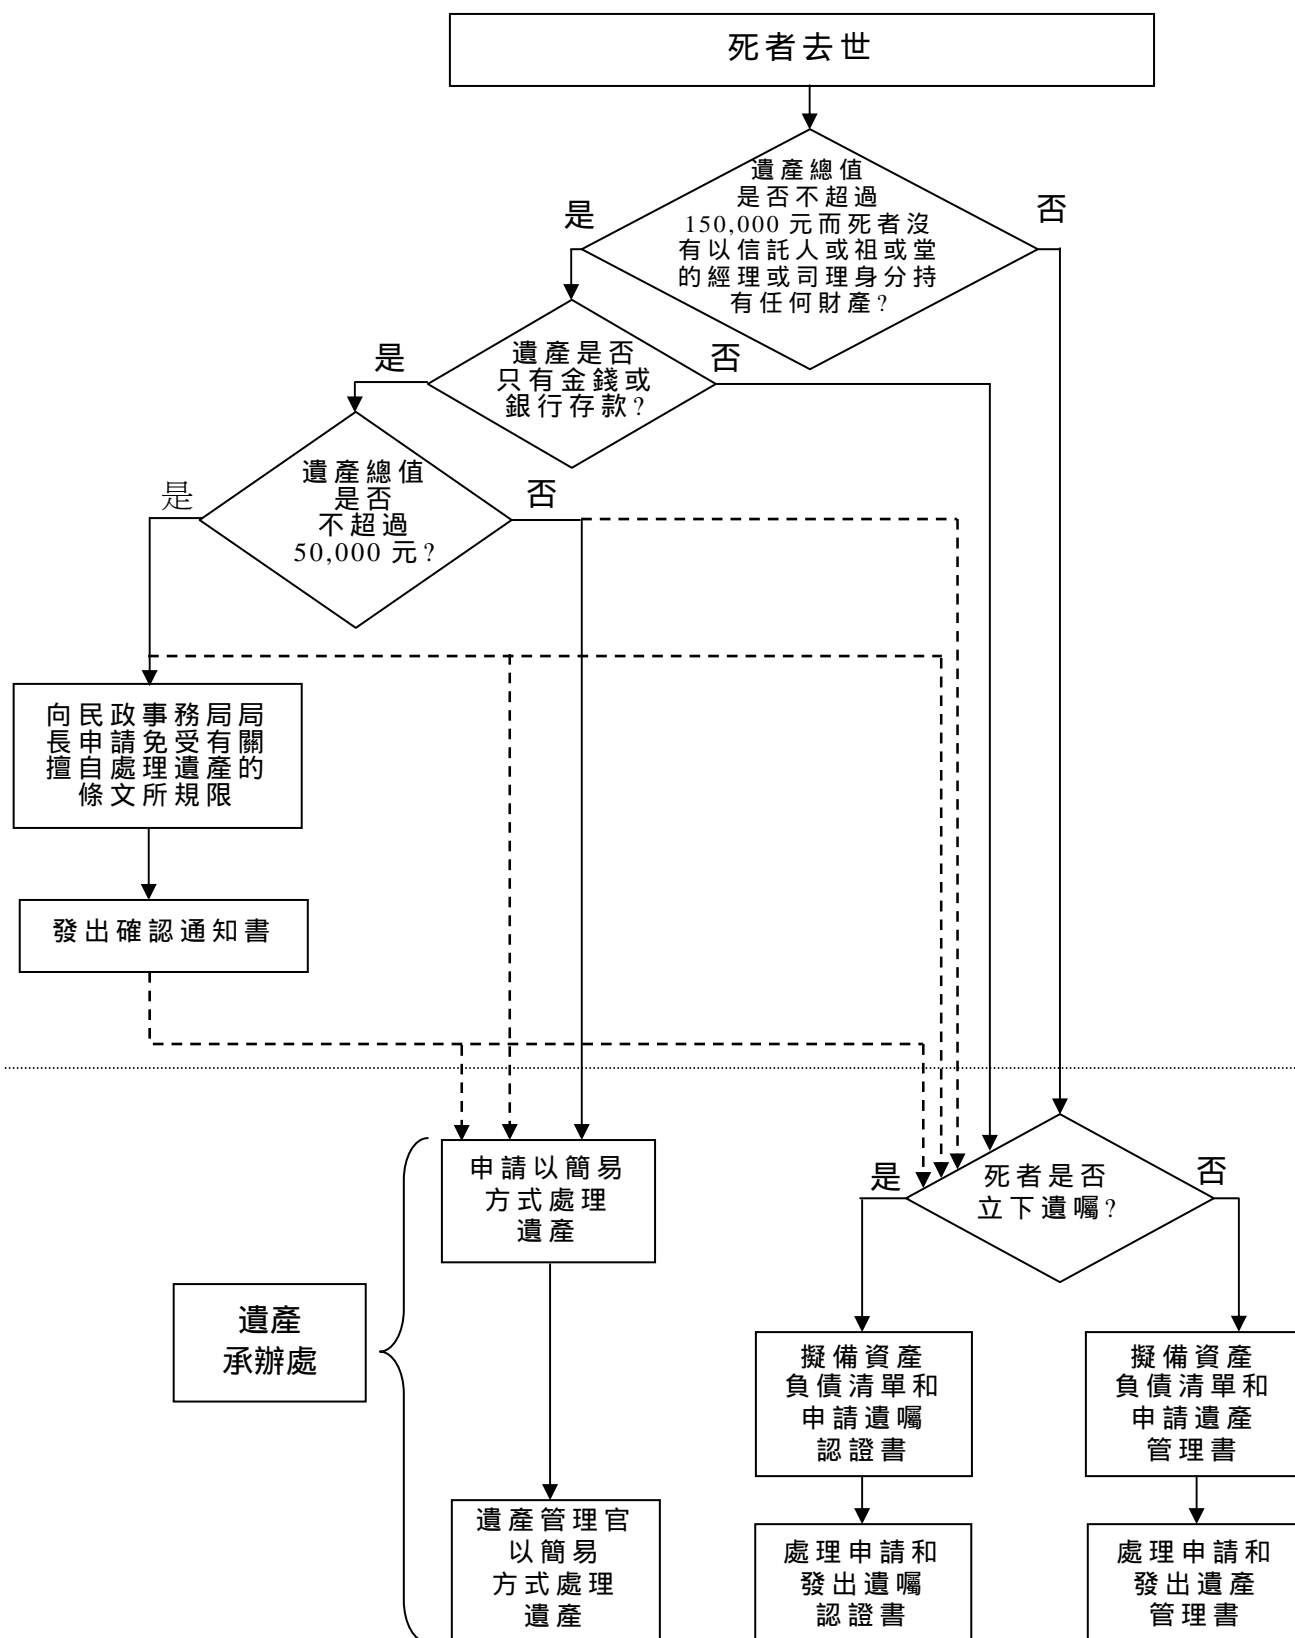 死者去世
遺產總值
是否不超過
150,000 元而死者沒
有以信託人或祖或堂
的經理或司理身分持
有任何財產?
是
否
遺產是否
只有金錢或
銀行存款?
是
否
遺產總值
是否
不超過
50,000 元?
是
否
向民政事務局局
長申請免受有關
擅自處理遺產的
條文所規限
發出確認通知書
申請以簡易
方式處理
遺產
死者是否
立下遺囑?
是
否
遺產
承辦處
擬備資產
負債清單和
申請遺囑
認證書
擬備資產
負債清單和
申請遺產
管理書
遺產管理官
以簡易
方式處理
遺產
處理申請和
發出遺囑
認證書
處理申請和
發出遺產
管理書